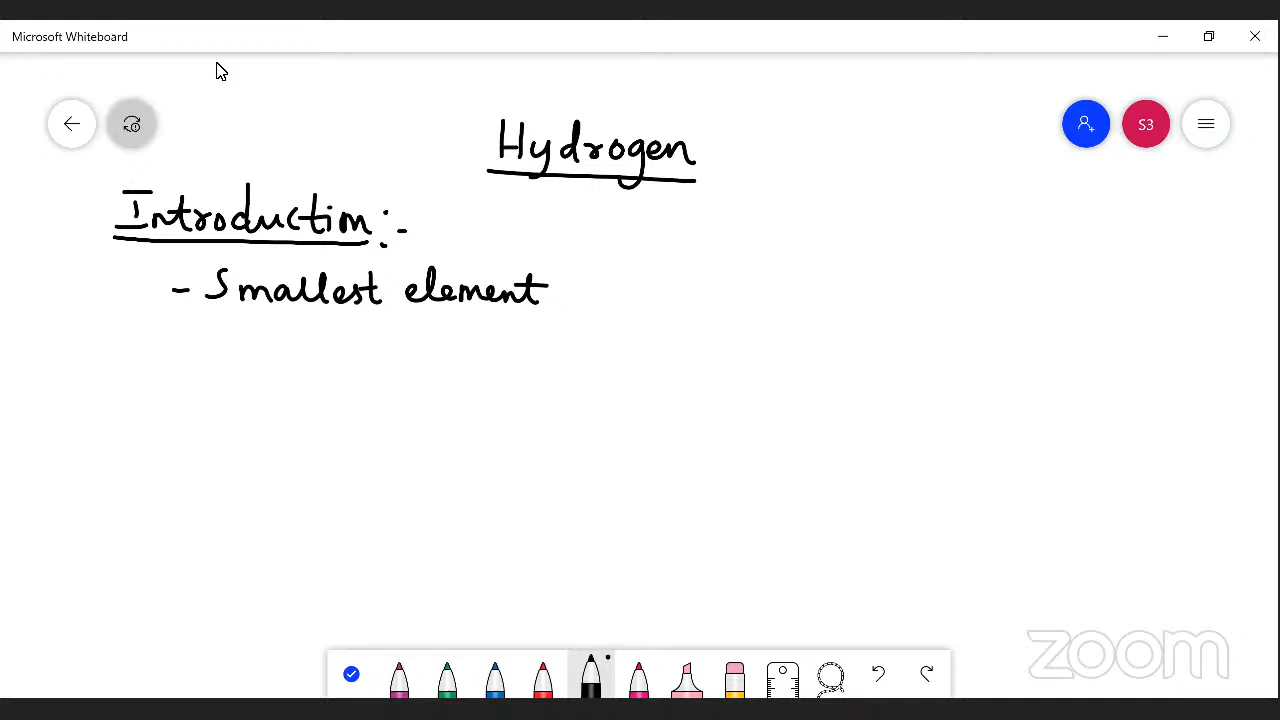 Microsoft Whiteboard
S3
Hydrogen
Introduction:-
- Smallest element
zoom